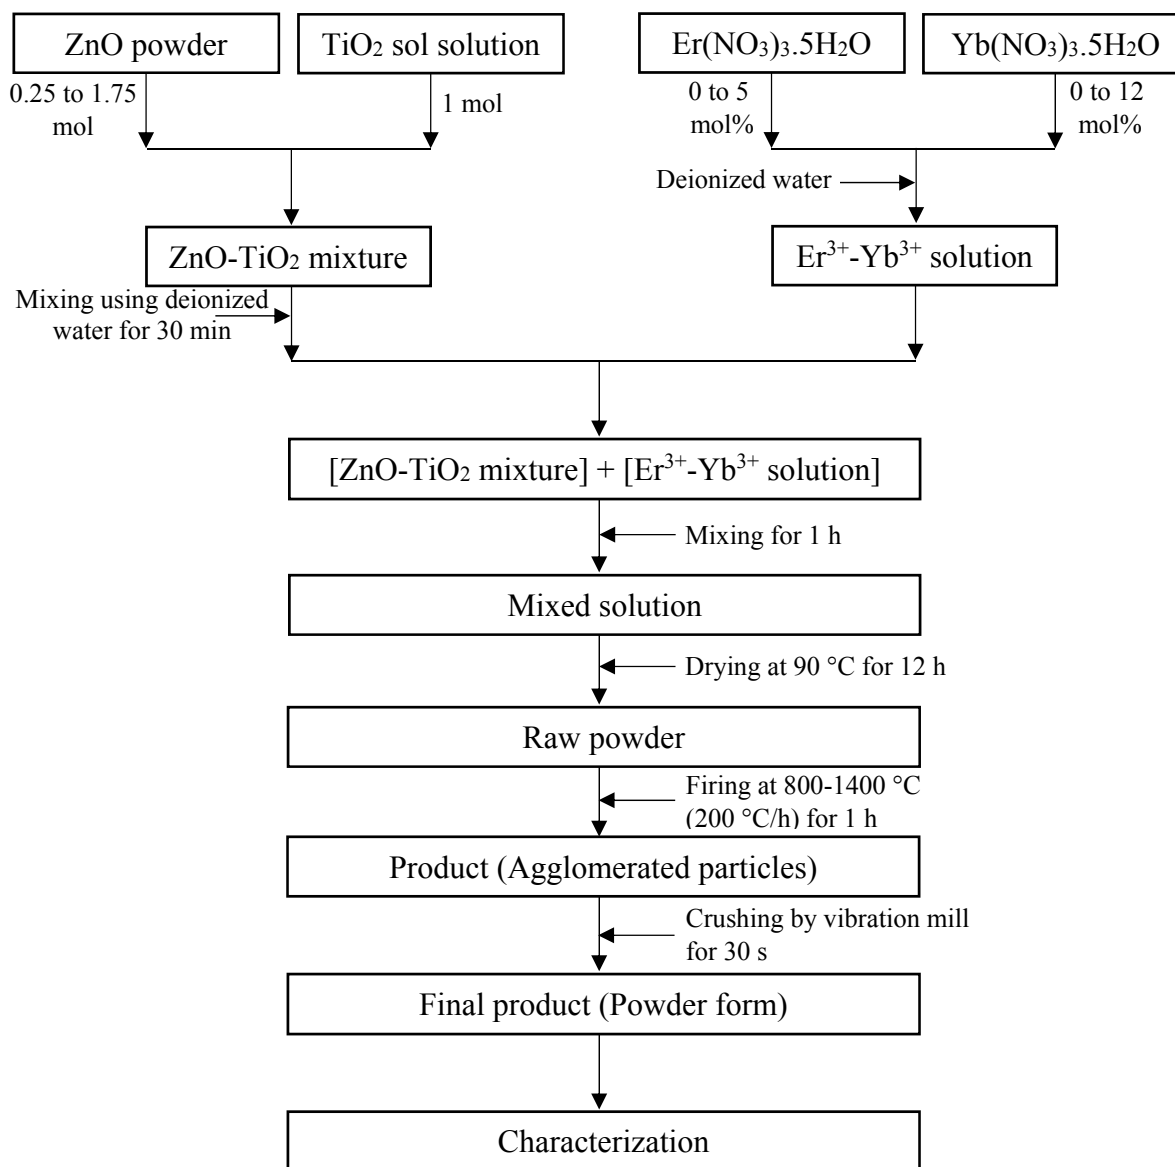 ZnO powder
TiO₂ sol solution
Er(NO₃)₃.5H₂O
Yb(NO₃)₃.5H₂O
0.25 to 1.75
mol
1 mol
0 to 5
mol%
0 to 12
mol%
Deionized water
ZnO-TiO₂ mixture
Er³⁺-Yb³⁺ solution
Mixing using deionized
water for 30 min
[ZnO-TiO₂ mixture] + [Er³⁺-Yb³⁺ solution]
Mixing for 1 h
Mixed solution
Drying at 90 °C for 12 h
Raw powder
Firing at 800-1400 °C
(200 °C/h) for 1 h
Product (Agglomerated particles)
Crushing by vibration mill
for 30 s
Final product (Powder form)
Characterization